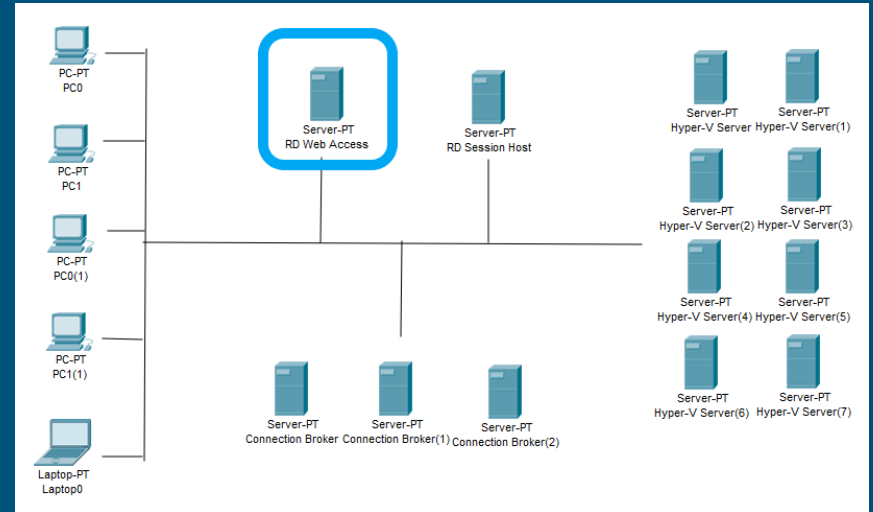 PC-PT
PC0
PC-PT
PC1
PC-PT
PC0(1)
PC-PT
PC1(1)
Laptop-PT
Laptop0
Server-PT
RD Web Access
Server-PT
RD Session Host
Server-PT
Connection Broker
Server-PT
Connection Broker(1)
Server-PT
Connection Broker(2)
Server-PT
Hyper-V Server
Server-PT
Hyper-V Server(1)
Server-PT
Hyper-V Server(2)
Server-PT
Hyper-V Server(3)
Server-PT
Hyper-V Server(4)
Server-PT
Hyper-V Server(5)
Server-PT
Hyper-V Server(6)
Server-PT
Hyper-V Server(7)